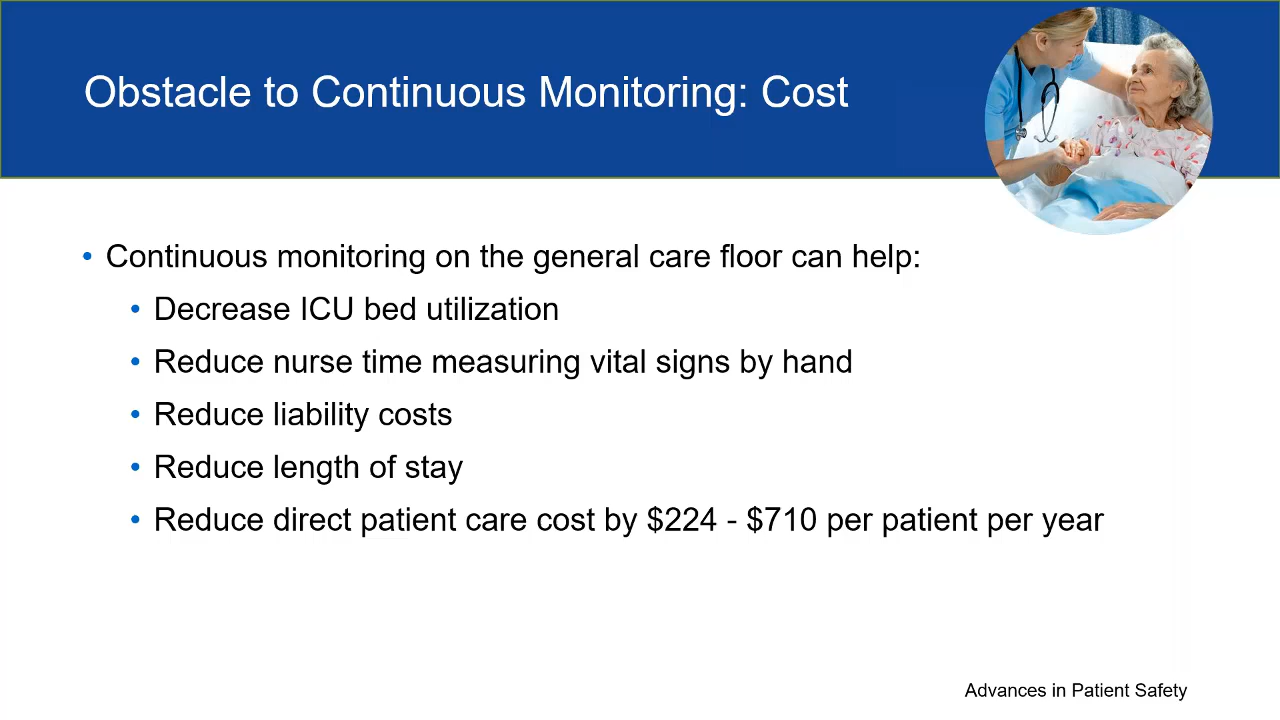 Obstacle to Continuous Monitoring: Cost
• Continuous monitoring on the general care floor can help:
• Decrease ICU bed utilization
• Reduce nurse time measuring vital signs by hand
• Reduce liability costs
• Reduce length of stay
• Reduce direct patient care cost by $224 - $710 per patient per year
Advances in Patient Safety